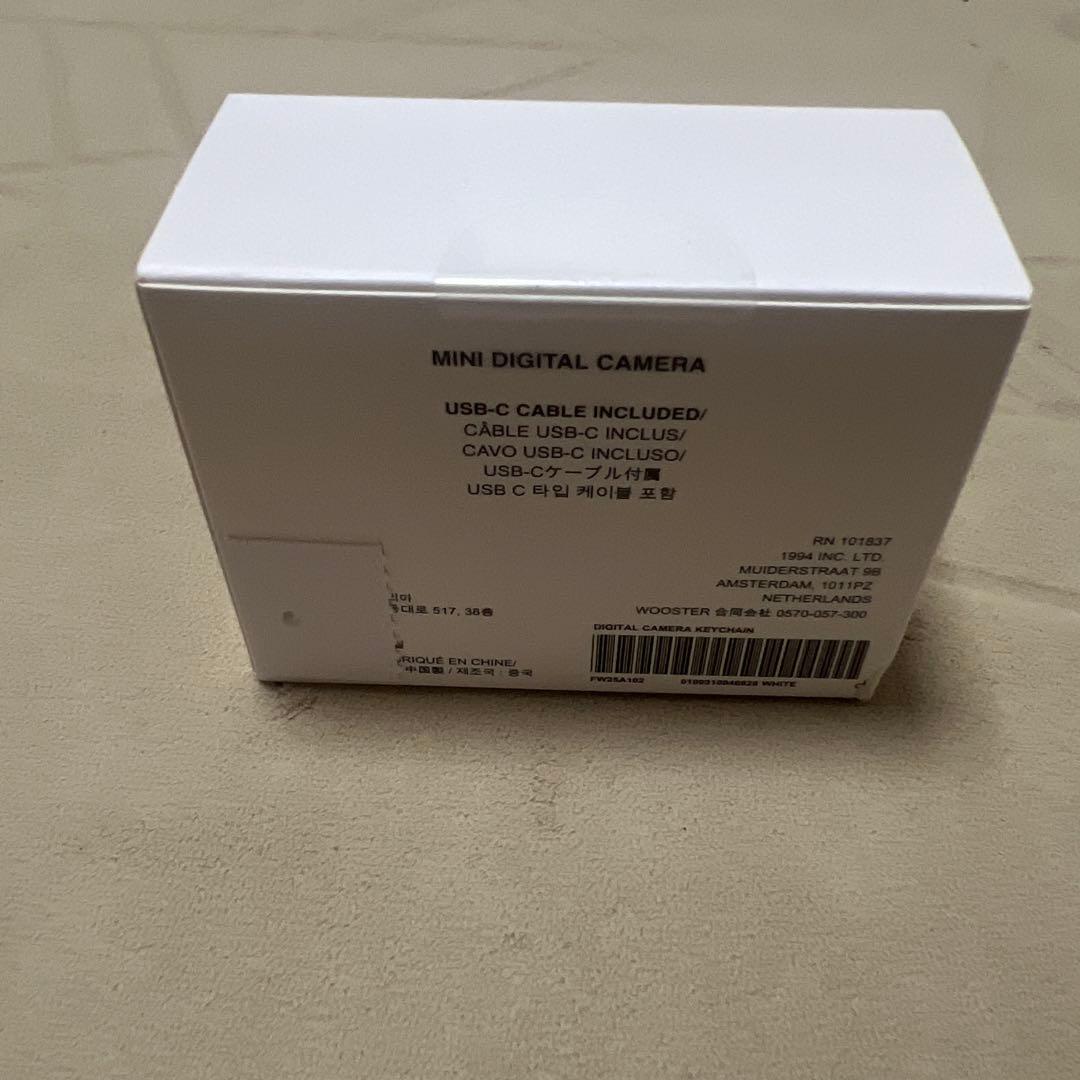 MINI DIGITAL CAMERA
USB-C CABLE INCLUDED/
CÂBLE USB-C INCLUS/
CAVO USB-C INCLUSO/
USB-Cケーブル付属
USB C 타입 케이블 포함
RN 101837
1994 INC. LTD.
MUIDERSTRAAT 9B
AMSTERDAM, 1011PZ
NETHERLANDS
WOOSTER 合同会社 0570-057-300
대로 517, 38층
RIQUÉ EN CHINE/
中国製 / 제조국 : 중국
DIGITAL CAMERA KEYCHAIN
FW25A102 WHITE